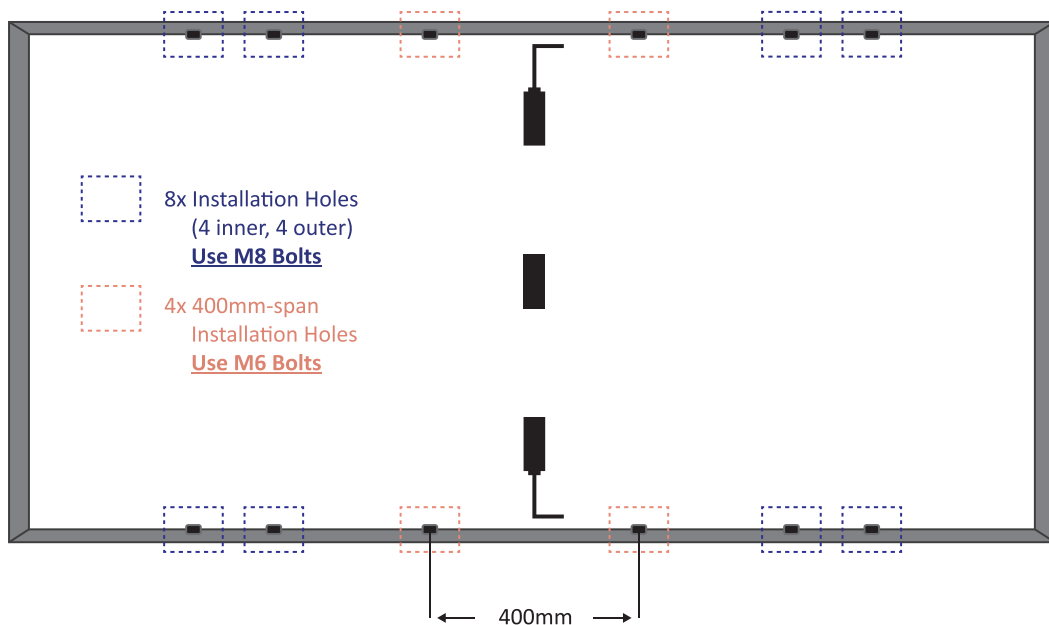 8x Installation Holes
(4 inner, 4 outer)
Use M8 Bolts
4x 400mm-span
Installation Holes
Use M6 Bolts
400mm